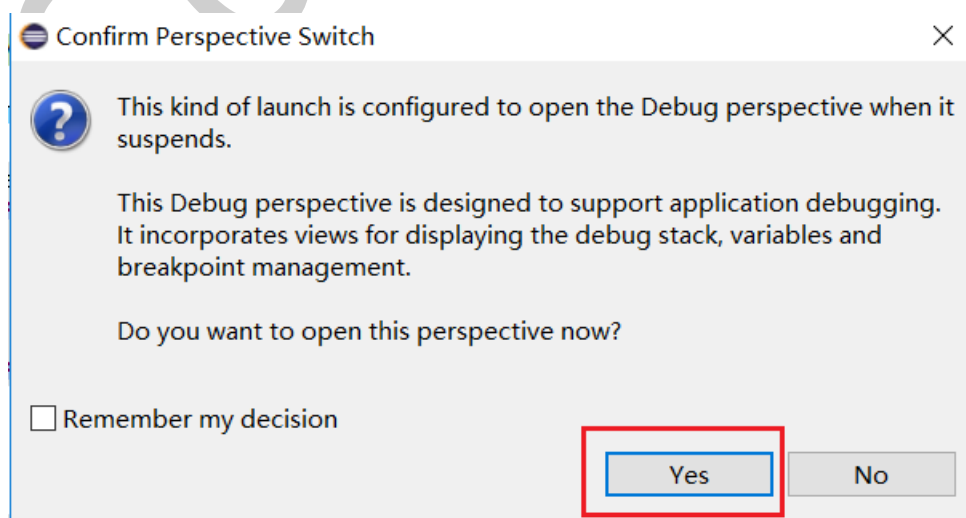 Confirm Perspective Switch
This kind of launch is configured to open the Debug perspective when it
suspends.
This Debug perspective is designed to support application debugging.
It incorporates views for displaying the debug stack, variables and
breakpoint management.
Do you want to open this perspective now?
Remember my decision
Yes No